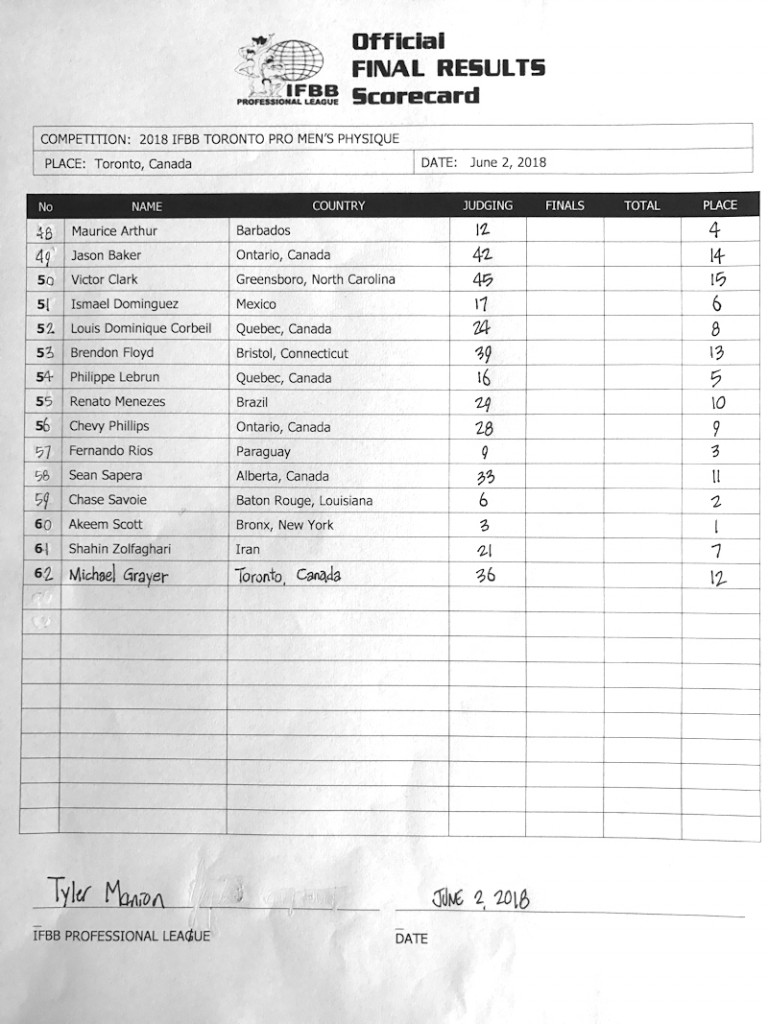 Official
FINAL RESULTS
Scorecard
IFBB
PROFESSIONAL LEAGUE
COMPETITION: 2018 IFBB TORONTO PRO MEN'S PHYSIQUE
PLACE: Toronto, Canada DATE: June 2, 2018
No NAME COUNTRY JUDGING FINALS TOTAL PLACE
48 Maurice Arthur Barbados 12 4
49 Jason Baker Ontario, Canada 42 14
50 Victor Clark Greensboro, North Carolina 45 15
51 Ismael Dominguez Mexico 17 6
52 Louis Dominique Corbeil Quebec, Canada 24 8
53 Brendon Floyd Bristol, Connecticut 39 13
54 Philippe Lebrun Quebec, Canada 16 5
55 Renato Menezes Brazil 29 10
56 Chevy Phillips Ontario, Canada 28 9
57 Fernando Rios Paraguay 9 3
58 Sean Sapera Alberta, Canada 33 11
59 Chase Savoie Baton Rouge, Louisiana 6 2
60 Akeem Scott Bronx, New York 3 1
61 Shahin Zolfaghari Iran 21 7
62 Michael Grayer Toronto, Canada 36 12
Tyler Manion JUNE 2, 2018
IFBB PROFESSIONAL LEAGUE DATE